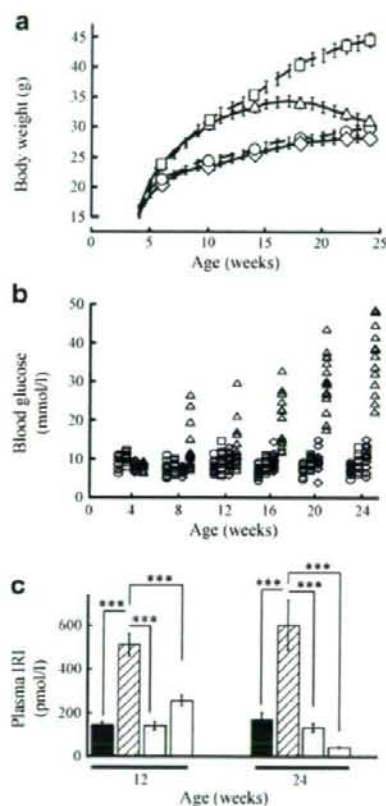 a
45
40
35
30
25
20
15
Body weight (g)
0 5 10 15 20 25
Age (weeks)
b
50
40
30
20
10
0
Blood glucose
(mmol/l)
4 8 12 16 20 24
Age (weeks)
c
*** *** ***
*** *** ***
600
400
200
0
Plasma IRI
(pmol/l)
12 24
Age (weeks)